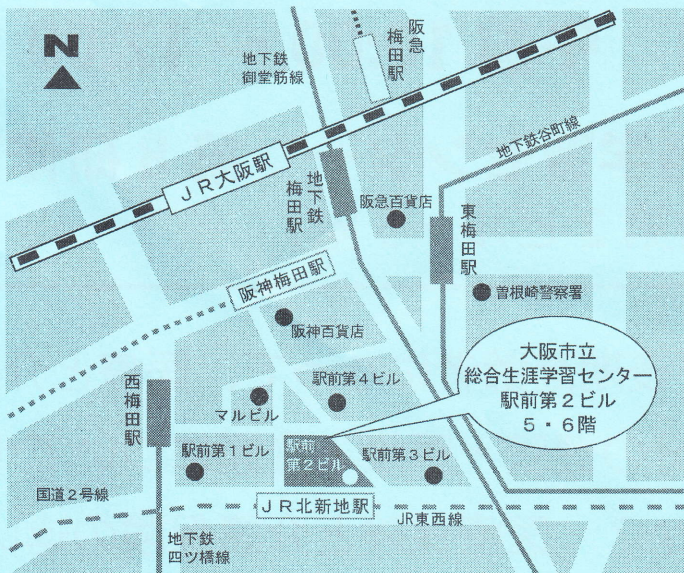 N
地下鉄
御堂筋線
阪急
梅田駅
地下鉄谷町線
JR大阪駅
地下鉄
梅田駅
阪急百貨店
東梅田駅
阪神梅田駅
曽根崎警察署
阪神百貨店
大阪市立
総合生涯学習センター
駅前第2ビル
5・6階
西梅田駅
駅前第4ビル
マルビル
駅前第1ビル
駅前
第2ビル
駅前第3ビル
国道2号線
JR北新地駅
JR東西線
地下鉄
四ツ橋線